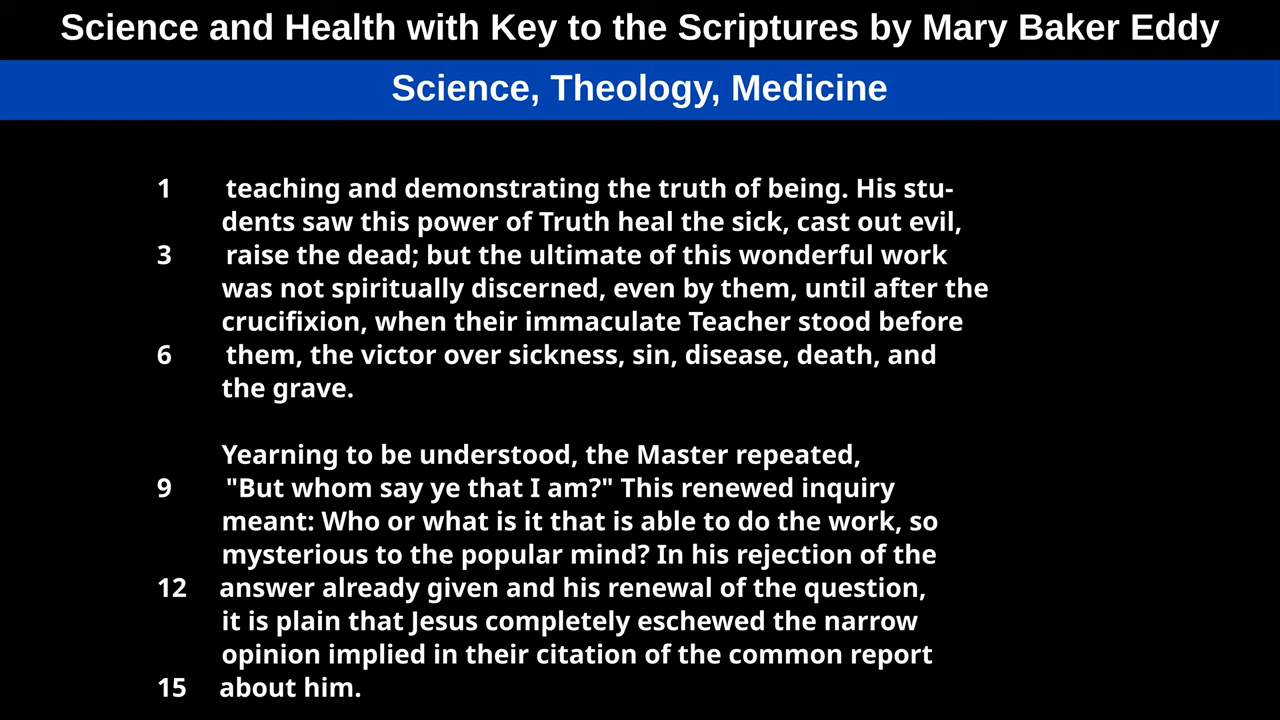 Science and Health with Key to the Scriptures by Mary Baker Eddy
Science, Theology, Medicine
1 teaching and demonstrating the truth of being. His stu-
dents saw this power of Truth heal the sick, cast out evil,
3 raise the dead; but the ultimate of this wonderful work
was not spiritually discerned, even by them, until after the
crucifixion, when their immaculate Teacher stood before
6 them, the victor over sickness, sin, disease, death, and
the grave.
Yearning to be understood, the Master repeated,
9 "But whom say ye that I am?" This renewed inquiry
meant: Who or what is it that is able to do the work, so
mysterious to the popular mind? In his rejection of the
12 answer already given and his renewal of the question,
it is plain that Jesus completely eschewed the narrow
opinion implied in their citation of the common report
15 about him.